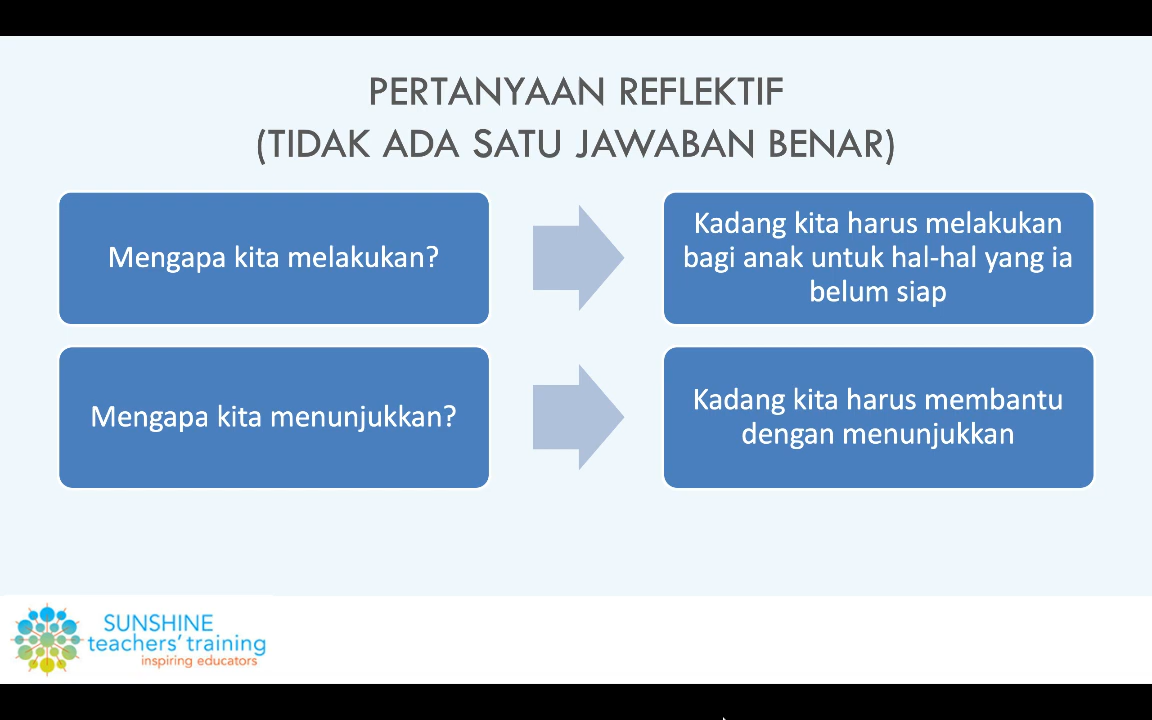 PERTANYAAN REFLEKTIF
(TIDAK ADA SATU JAWABAN BENAR)
Mengapa kita melakukan?
Kadang kita harus melakukan
bagi anak untuk hal-hal yang ia
belum siap
Mengapa kita menunjukkan?
Kadang kita harus membantu
dengan menunjukkan
SUNSHINE
teachers' training
inspiring educators